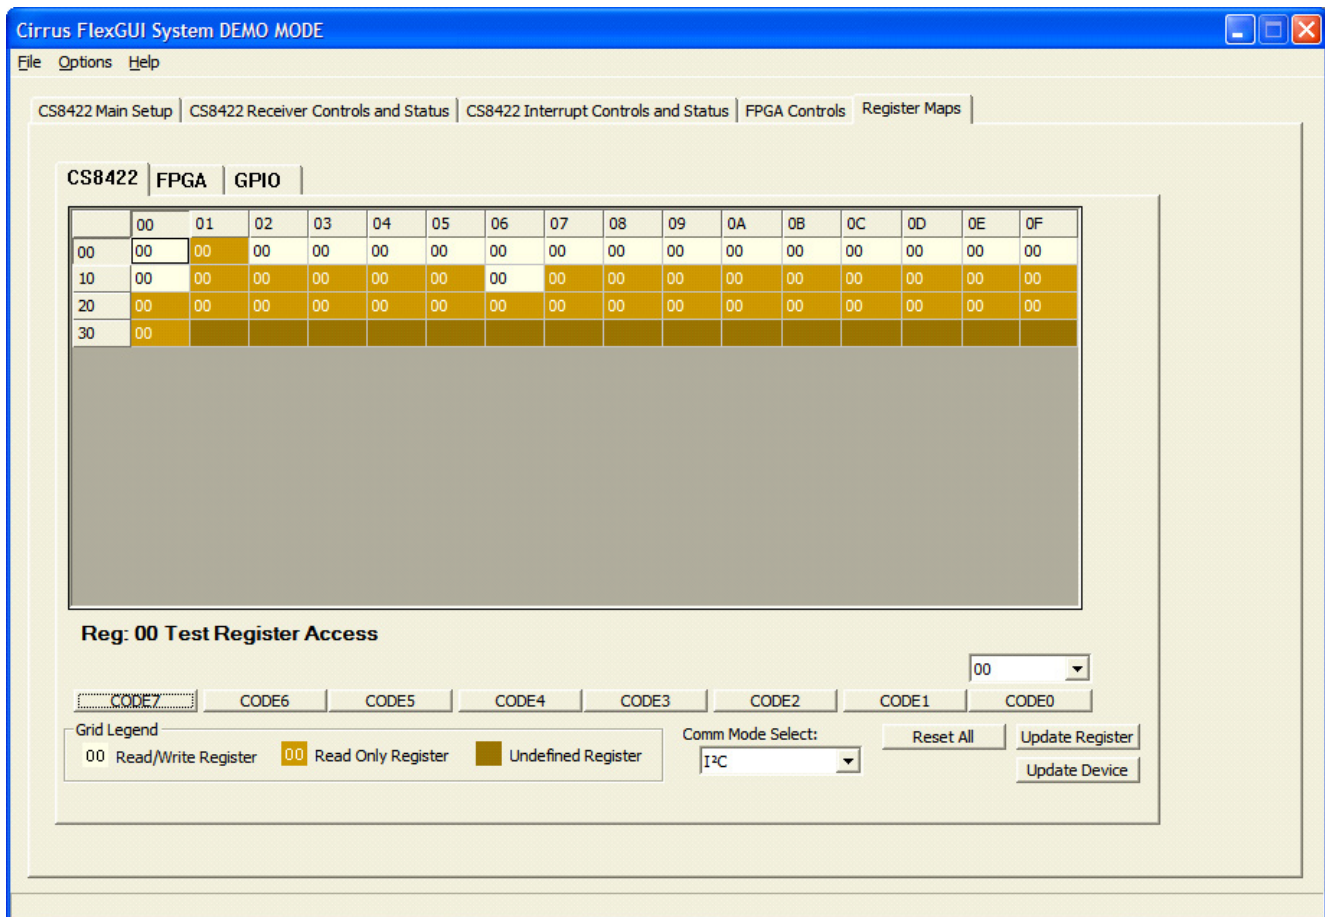 Cirrus FlexGUI System DEMO MODE
File Options Help
CS8422 Main Setup CS8422 Receiver Controls and Status CS8422 Interrupt Controls and Status FPGA Controls Register Maps
CS8422 FPGA GPIO
00 01 02 03 04 05 06 07 08 09 0A 0B 0C 0D 0E 0F
00 00 00 00 00 00 00 00 00 00 00 00 00 00 00 00 00
10 00 00 00 00 00 00 00 00 00 00 00 00 00 00 00 00
20 00 00 00 00 00 00 00 00 00 00 00 00 00 00 00 00
30 00
Reg: 00 Test Register Access
00
CODE7 CODE6 CODE5 CODE4 CODE3 CODE2 CODE1 CODE0
Grid Legend
00 Read/Write Register 00 Read Only Register Undefined Register
Comm Mode Select:
I²C
Reset All Update Register
Update Device